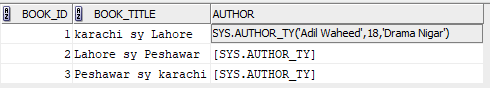 BOOK_ID BOOK_TITLE AUTHOR
1 karachi sy Lahore SYS.AUTHOR_TY('Adil Waheed',18,'Drama Nigar')
2 Lahore sy Peshawar [SYS.AUTHOR_TY]
3 Peshawar sy karachi [SYS.AUTHOR_TY]